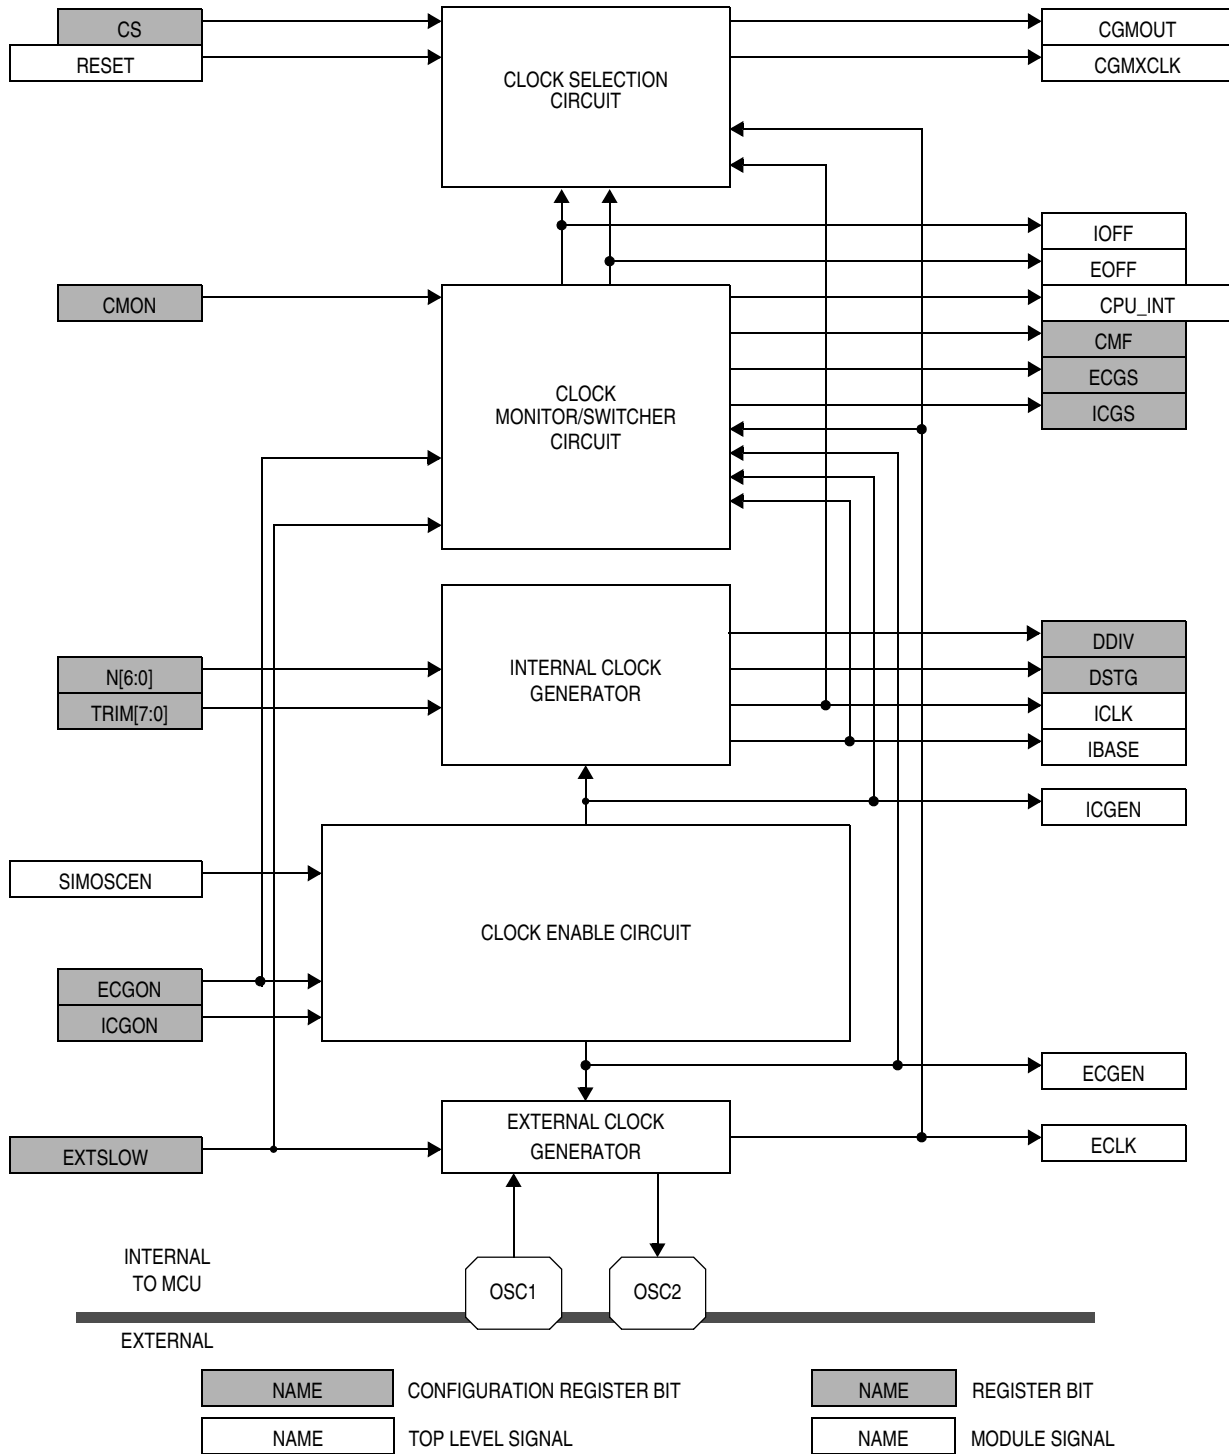 CS
RESET
CLOCK SELECTION
CIRCUIT
CGMOUT
CGMXCLK
IOFF
EOFF
CMON
CPU_INT
CMF
ECGS
ICGS
CLOCK
MONITOR/SWITCHER
CIRCUIT
N[6:0]
TRIM[7:0]
INTERNAL CLOCK
GENERATOR
DDIV
DSTG
ICLK
IBASE
ICGEN
SIMOSCEN
CLOCK ENABLE CIRCUIT
ECGON
ICGON
ECGEN
EXTSLOW
EXTERNAL CLOCK
GENERATOR
ECLK
INTERNAL
TO MCU
OSC1
OSC2
EXTERNAL
NAME CONFIGURATION REGISTER BIT
NAME REGISTER BIT
NAME TOP LEVEL SIGNAL
NAME MODULE SIGNAL